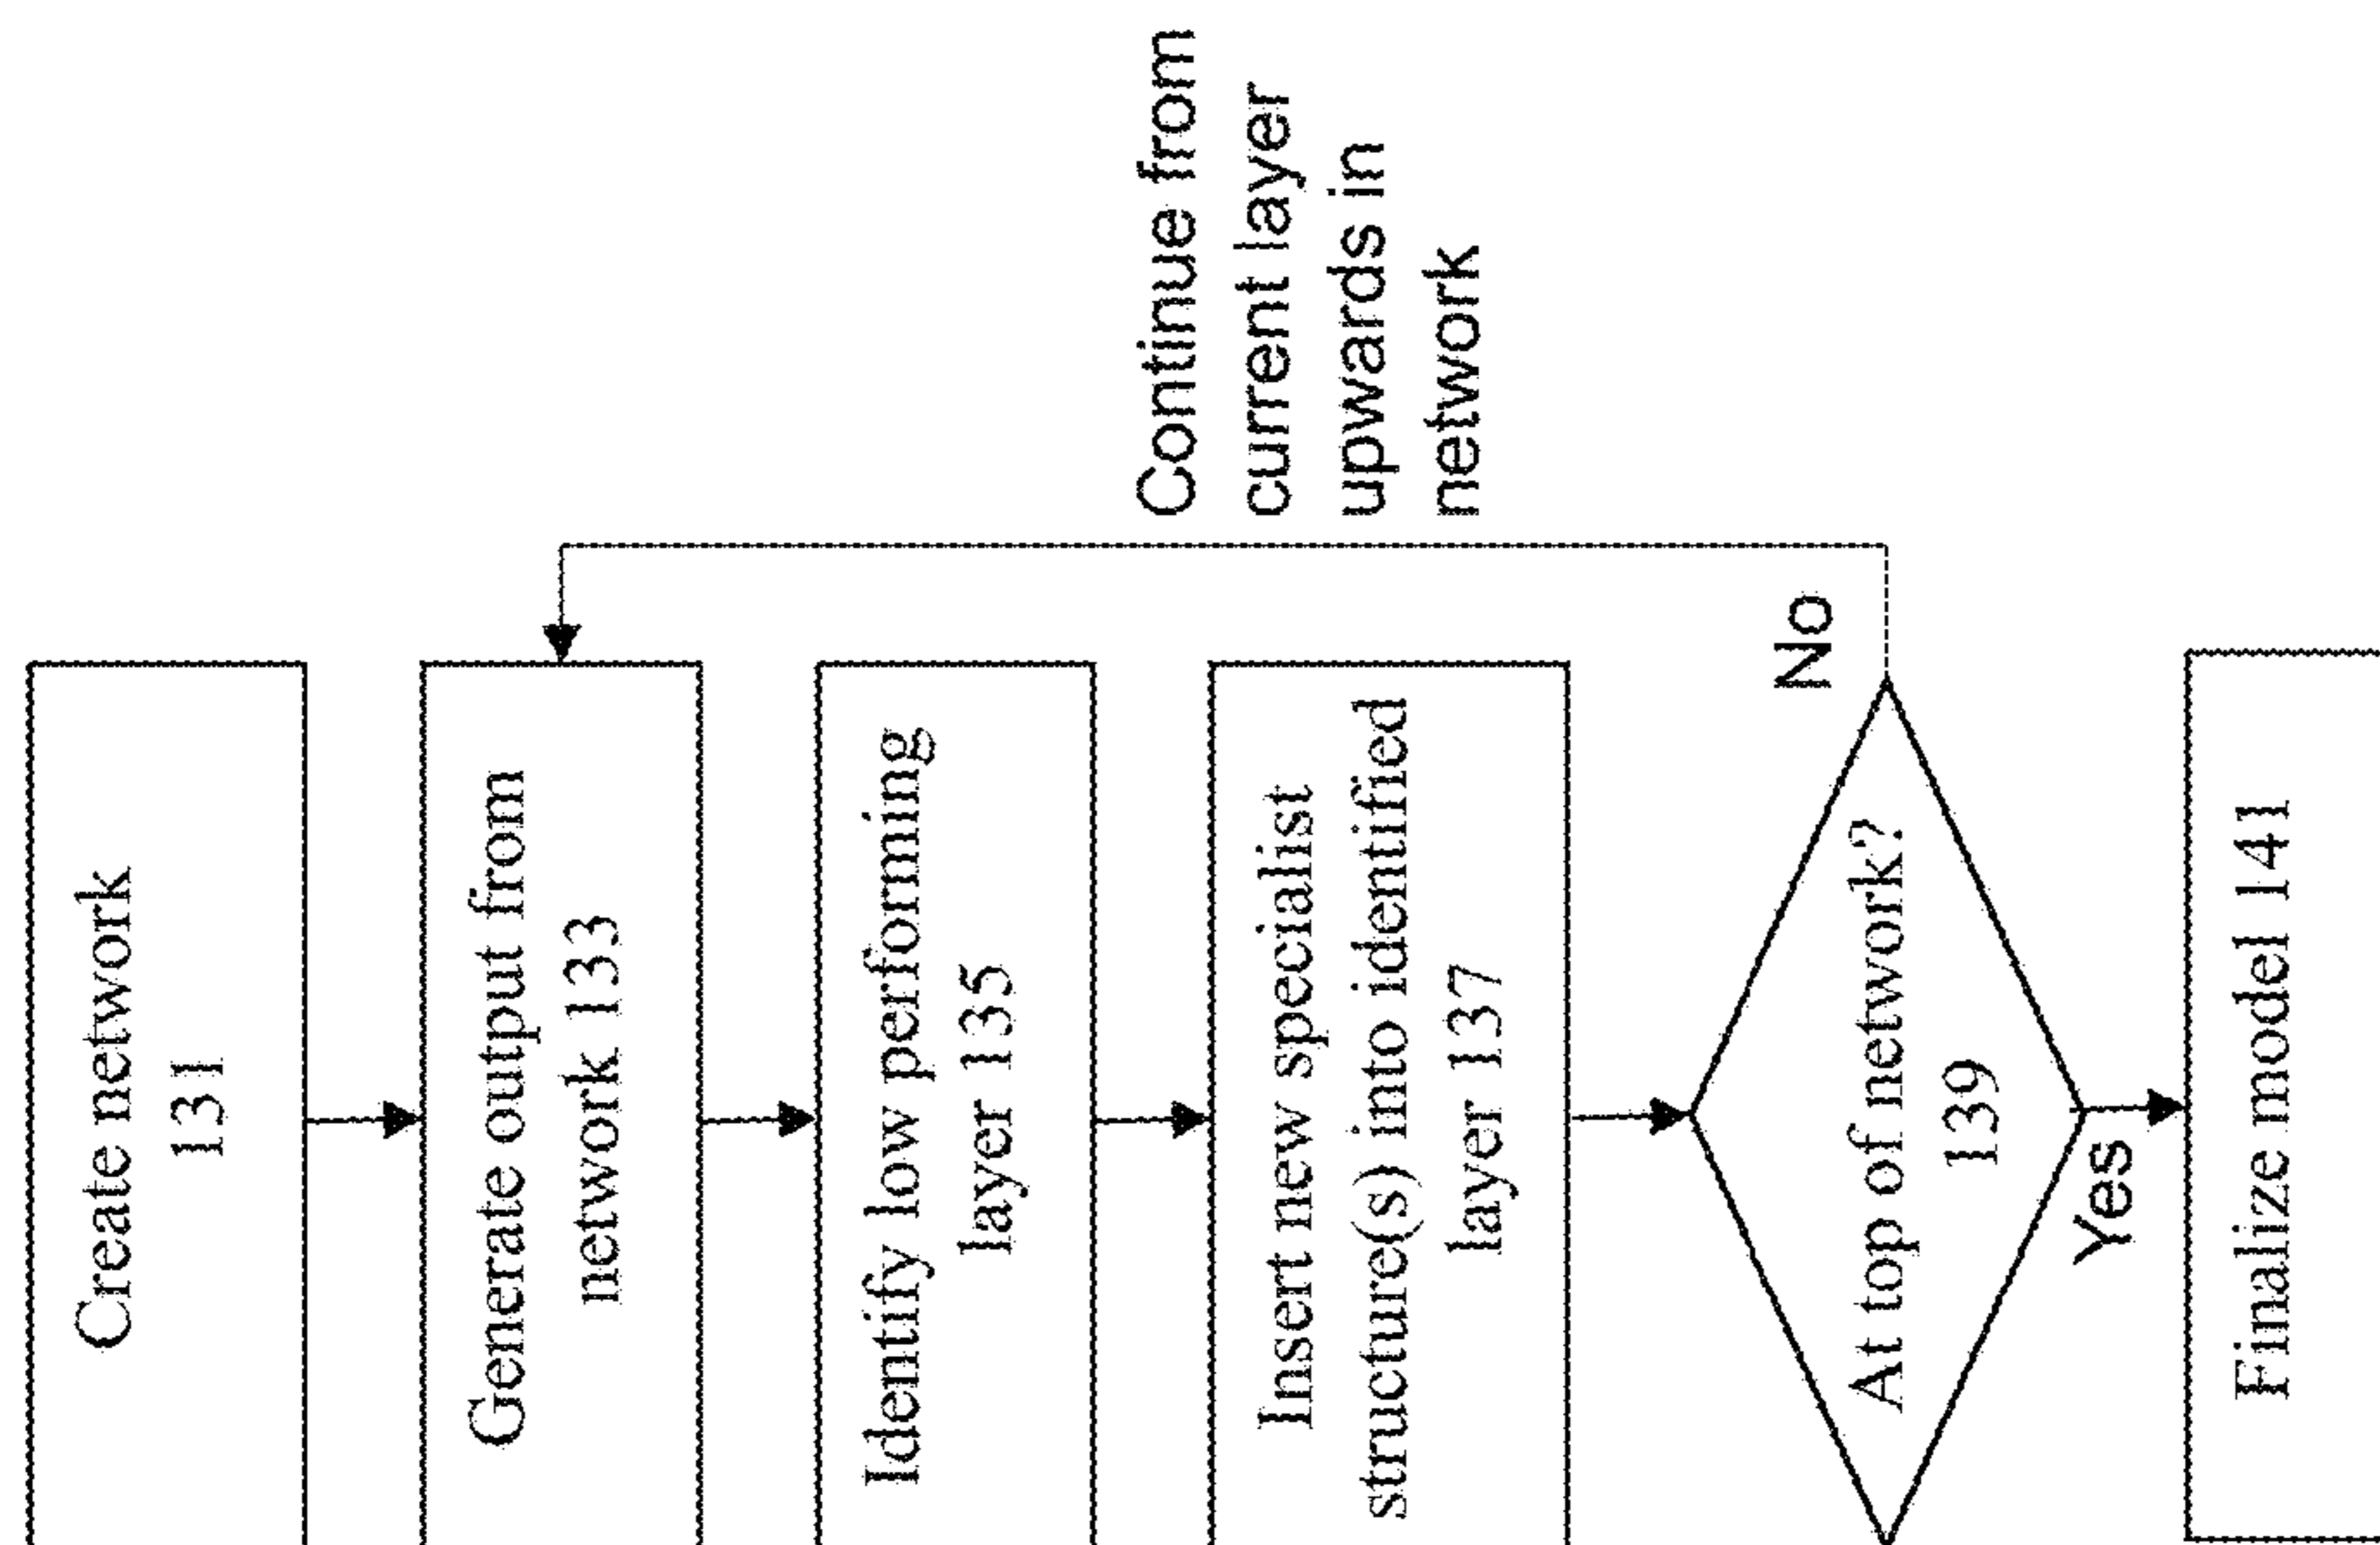 Create network
131
Generate output from
network 133
Identify low performing
layer 135
Insert new specialist
structure(s) into identified
layer 137
At top of network?
139
No
Continue from
current layer
upwards in
network
Yes
Finalize model 141